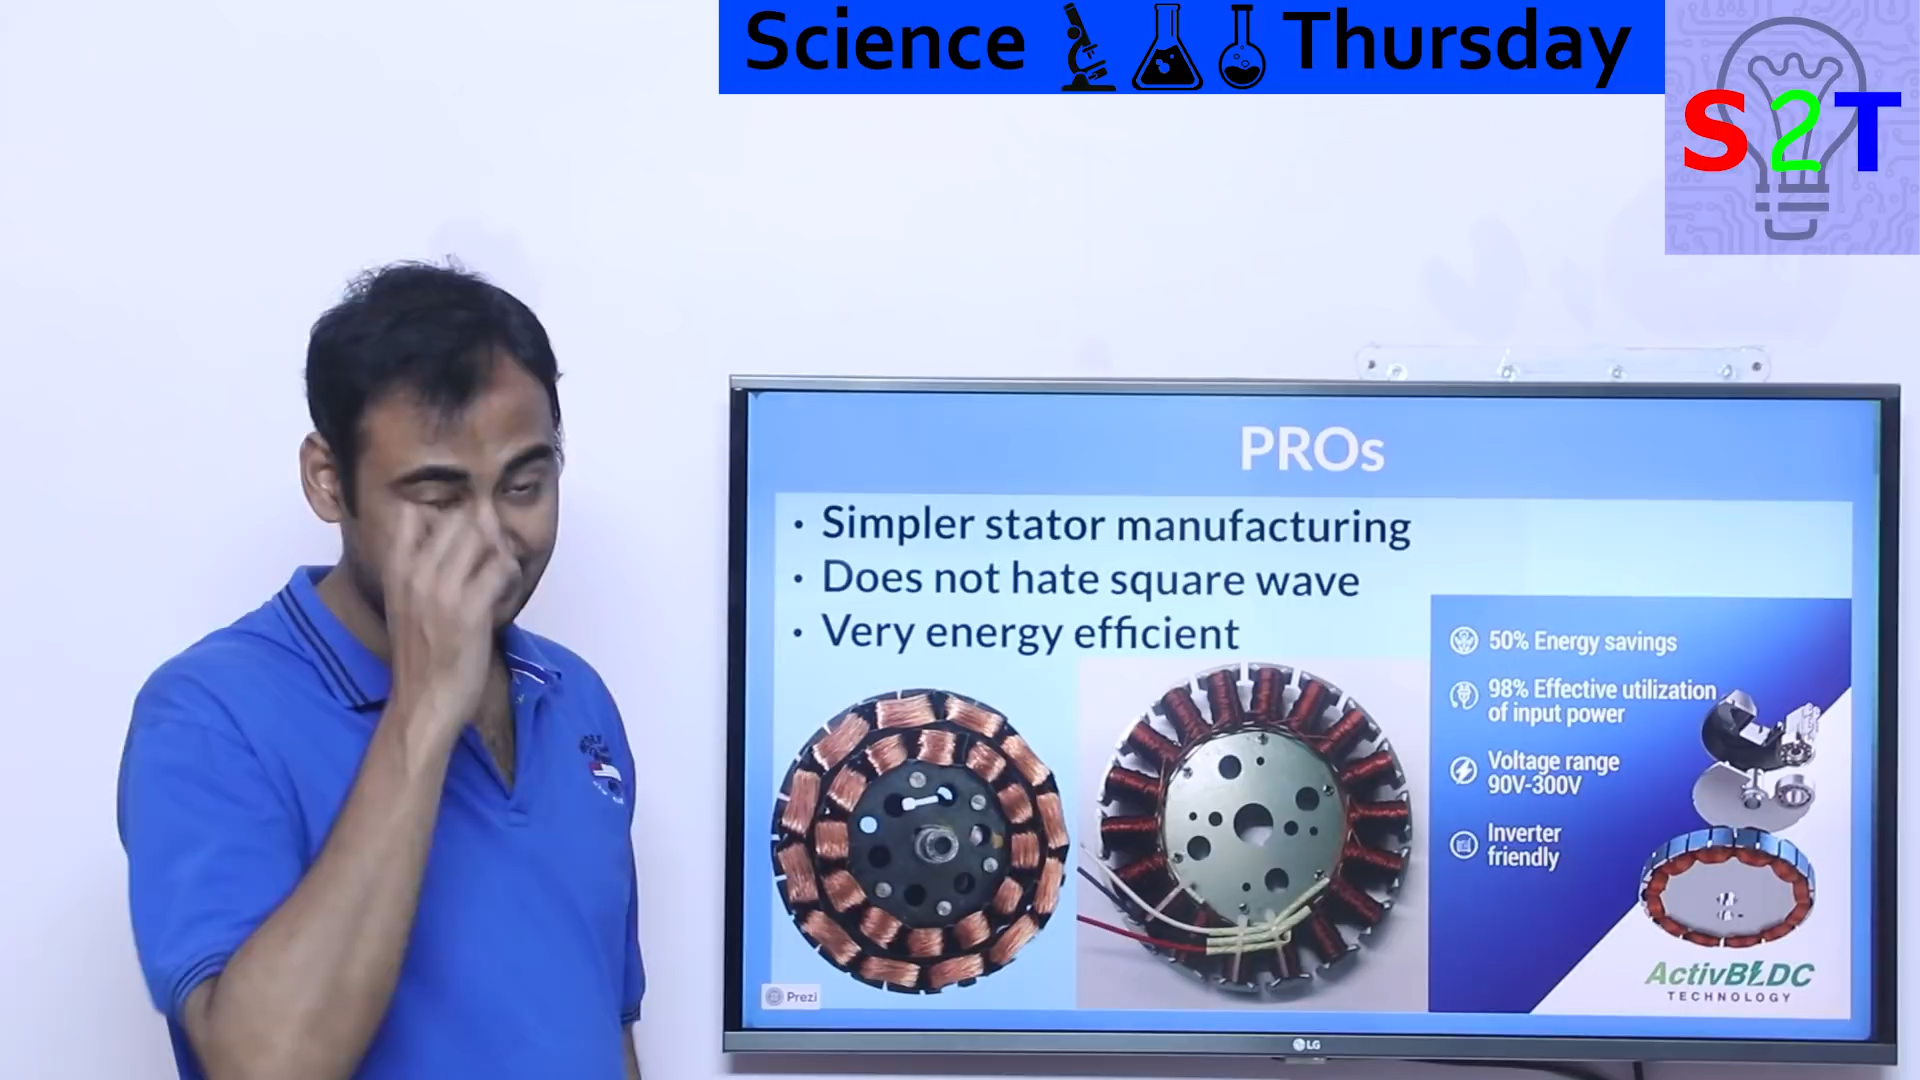 Science Thursday
S2T
PROs
• Simpler stator manufacturing
• Does not hate square wave
• Very energy efficient
50% Energy savings
98% Effective utilization
of input power
Voltage range
90V-300V
Inverter
friendly
ActivBLDC
TECHNOLOGY
Prezi
LG